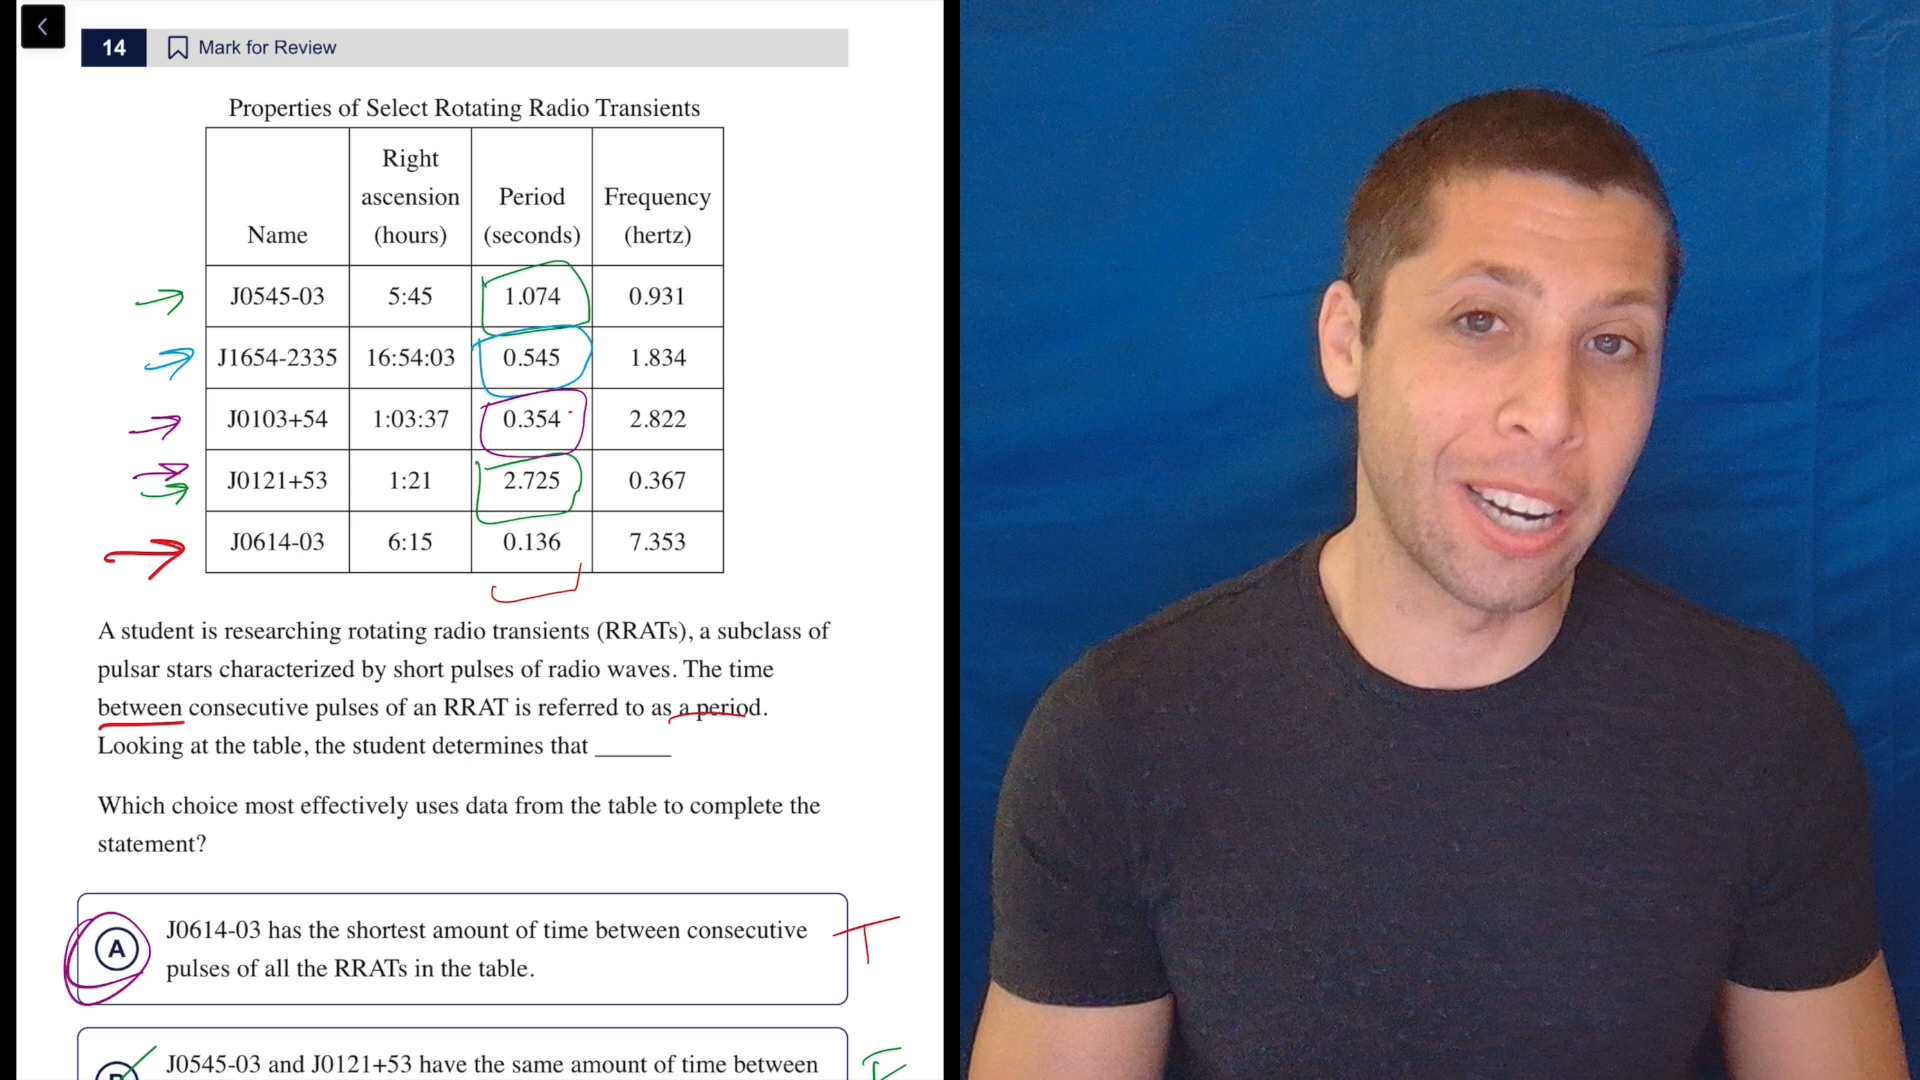 14 Mark for Review
Properties of Select Rotating Radio Transients
Name Right ascension (hours) Period (seconds) Frequency (hertz)
J0545-03 5:45 1.074 0.931
J1654-2335 16:54:03 0.545 1.834
J0103+54 1:03:37 0.354 2.822
J0121+53 1:21 2.725 0.367
J0614-03 6:15 0.136 7.353
A student is researching rotating radio transients (RRATs), a subclass of
pulsar stars characterized by short pulses of radio waves. The time
between consecutive pulses of an RRAT is referred to as a period.
Looking at the table, the student determines that ______
Which choice most effectively uses data from the table to complete the
statement?
A J0614-03 has the shortest amount of time between consecutive
pulses of all the RRATs in the table. T
J0545-03 and J0121+53 have the same amount of time between F